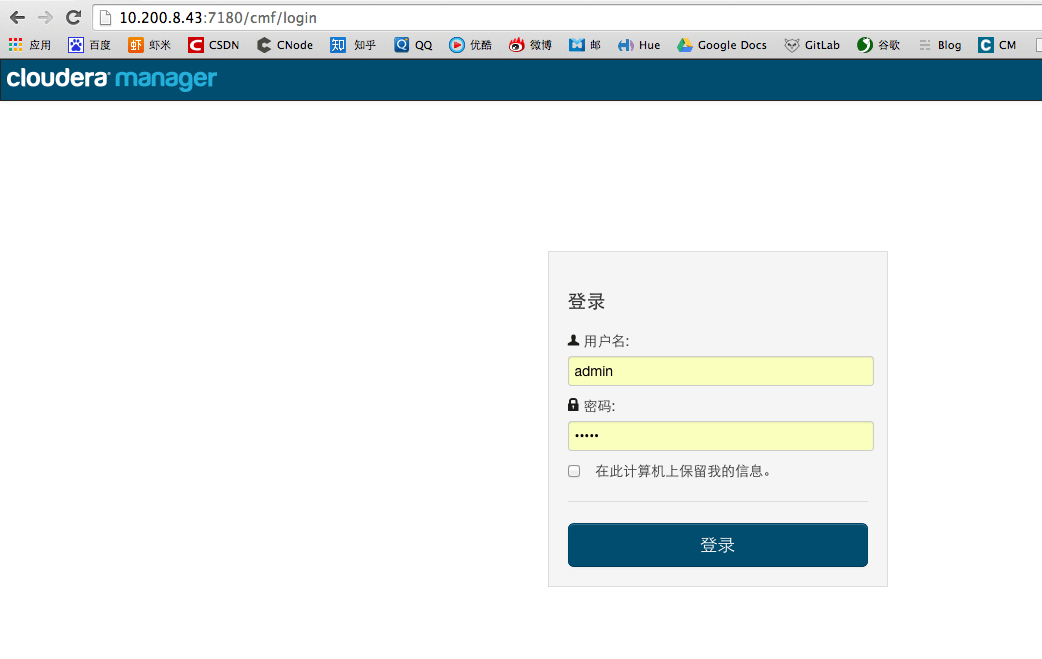 10.200.8.43:7180/cmf/login
应用 百度 虾米 CSDN CNode 知乎 QQ 优酷 微博 邮 Hue Google Docs GitLab 谷歌 Blog CM
cloudera manager
登录
用户名:
admin
密码:
•••••
在此计算机上保留我的信息。
登录